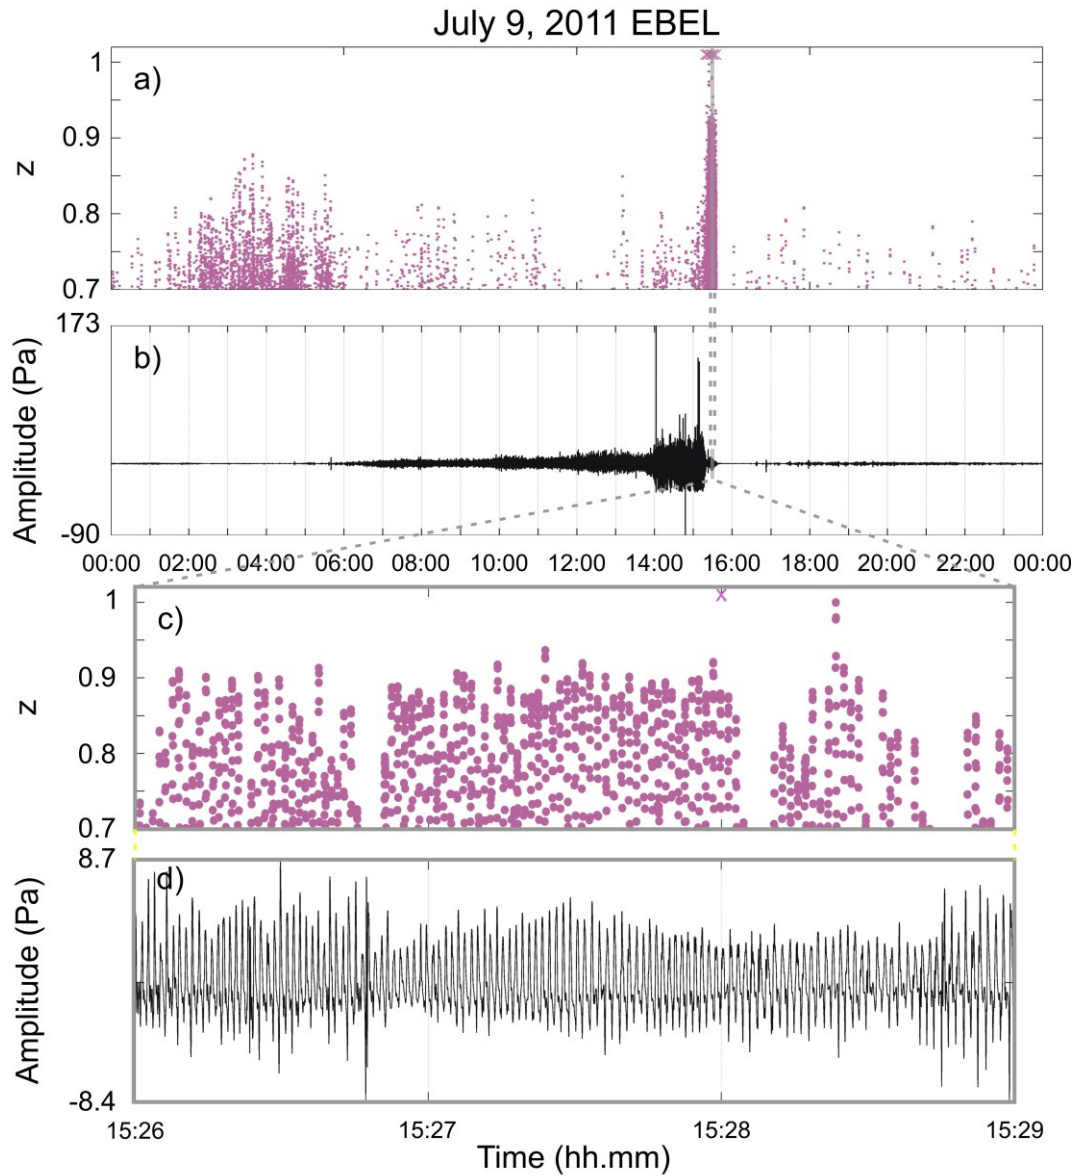 July 9, 2011 EBEL
a)
1
0.9
0.8
0.7
z
b)
173
-90
Amplitude (Pa)
00:00 02:00 04:00 06:00 08:00 10:00 12:00 14:00 16:00 18:00 20:00 22:00 00:00
c)
1
0.9
0.8
0.7
z
d)
8.7
-8.4
Amplitude (Pa)
15:26 15:27 15:28 15:29
Time (hh.mm)